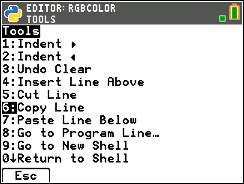 EDITOR: RGBCOLOR
TOOLS
Tools
1:Indent ▸
2:Indent ◂
3:Undo Clear
4:Insert Line Above
5:Cut Line
6:Copy Line
7:Paste Line Below
8:Go to Program Line…
9:Go to New Shell
0↓Return to Shell
Esc